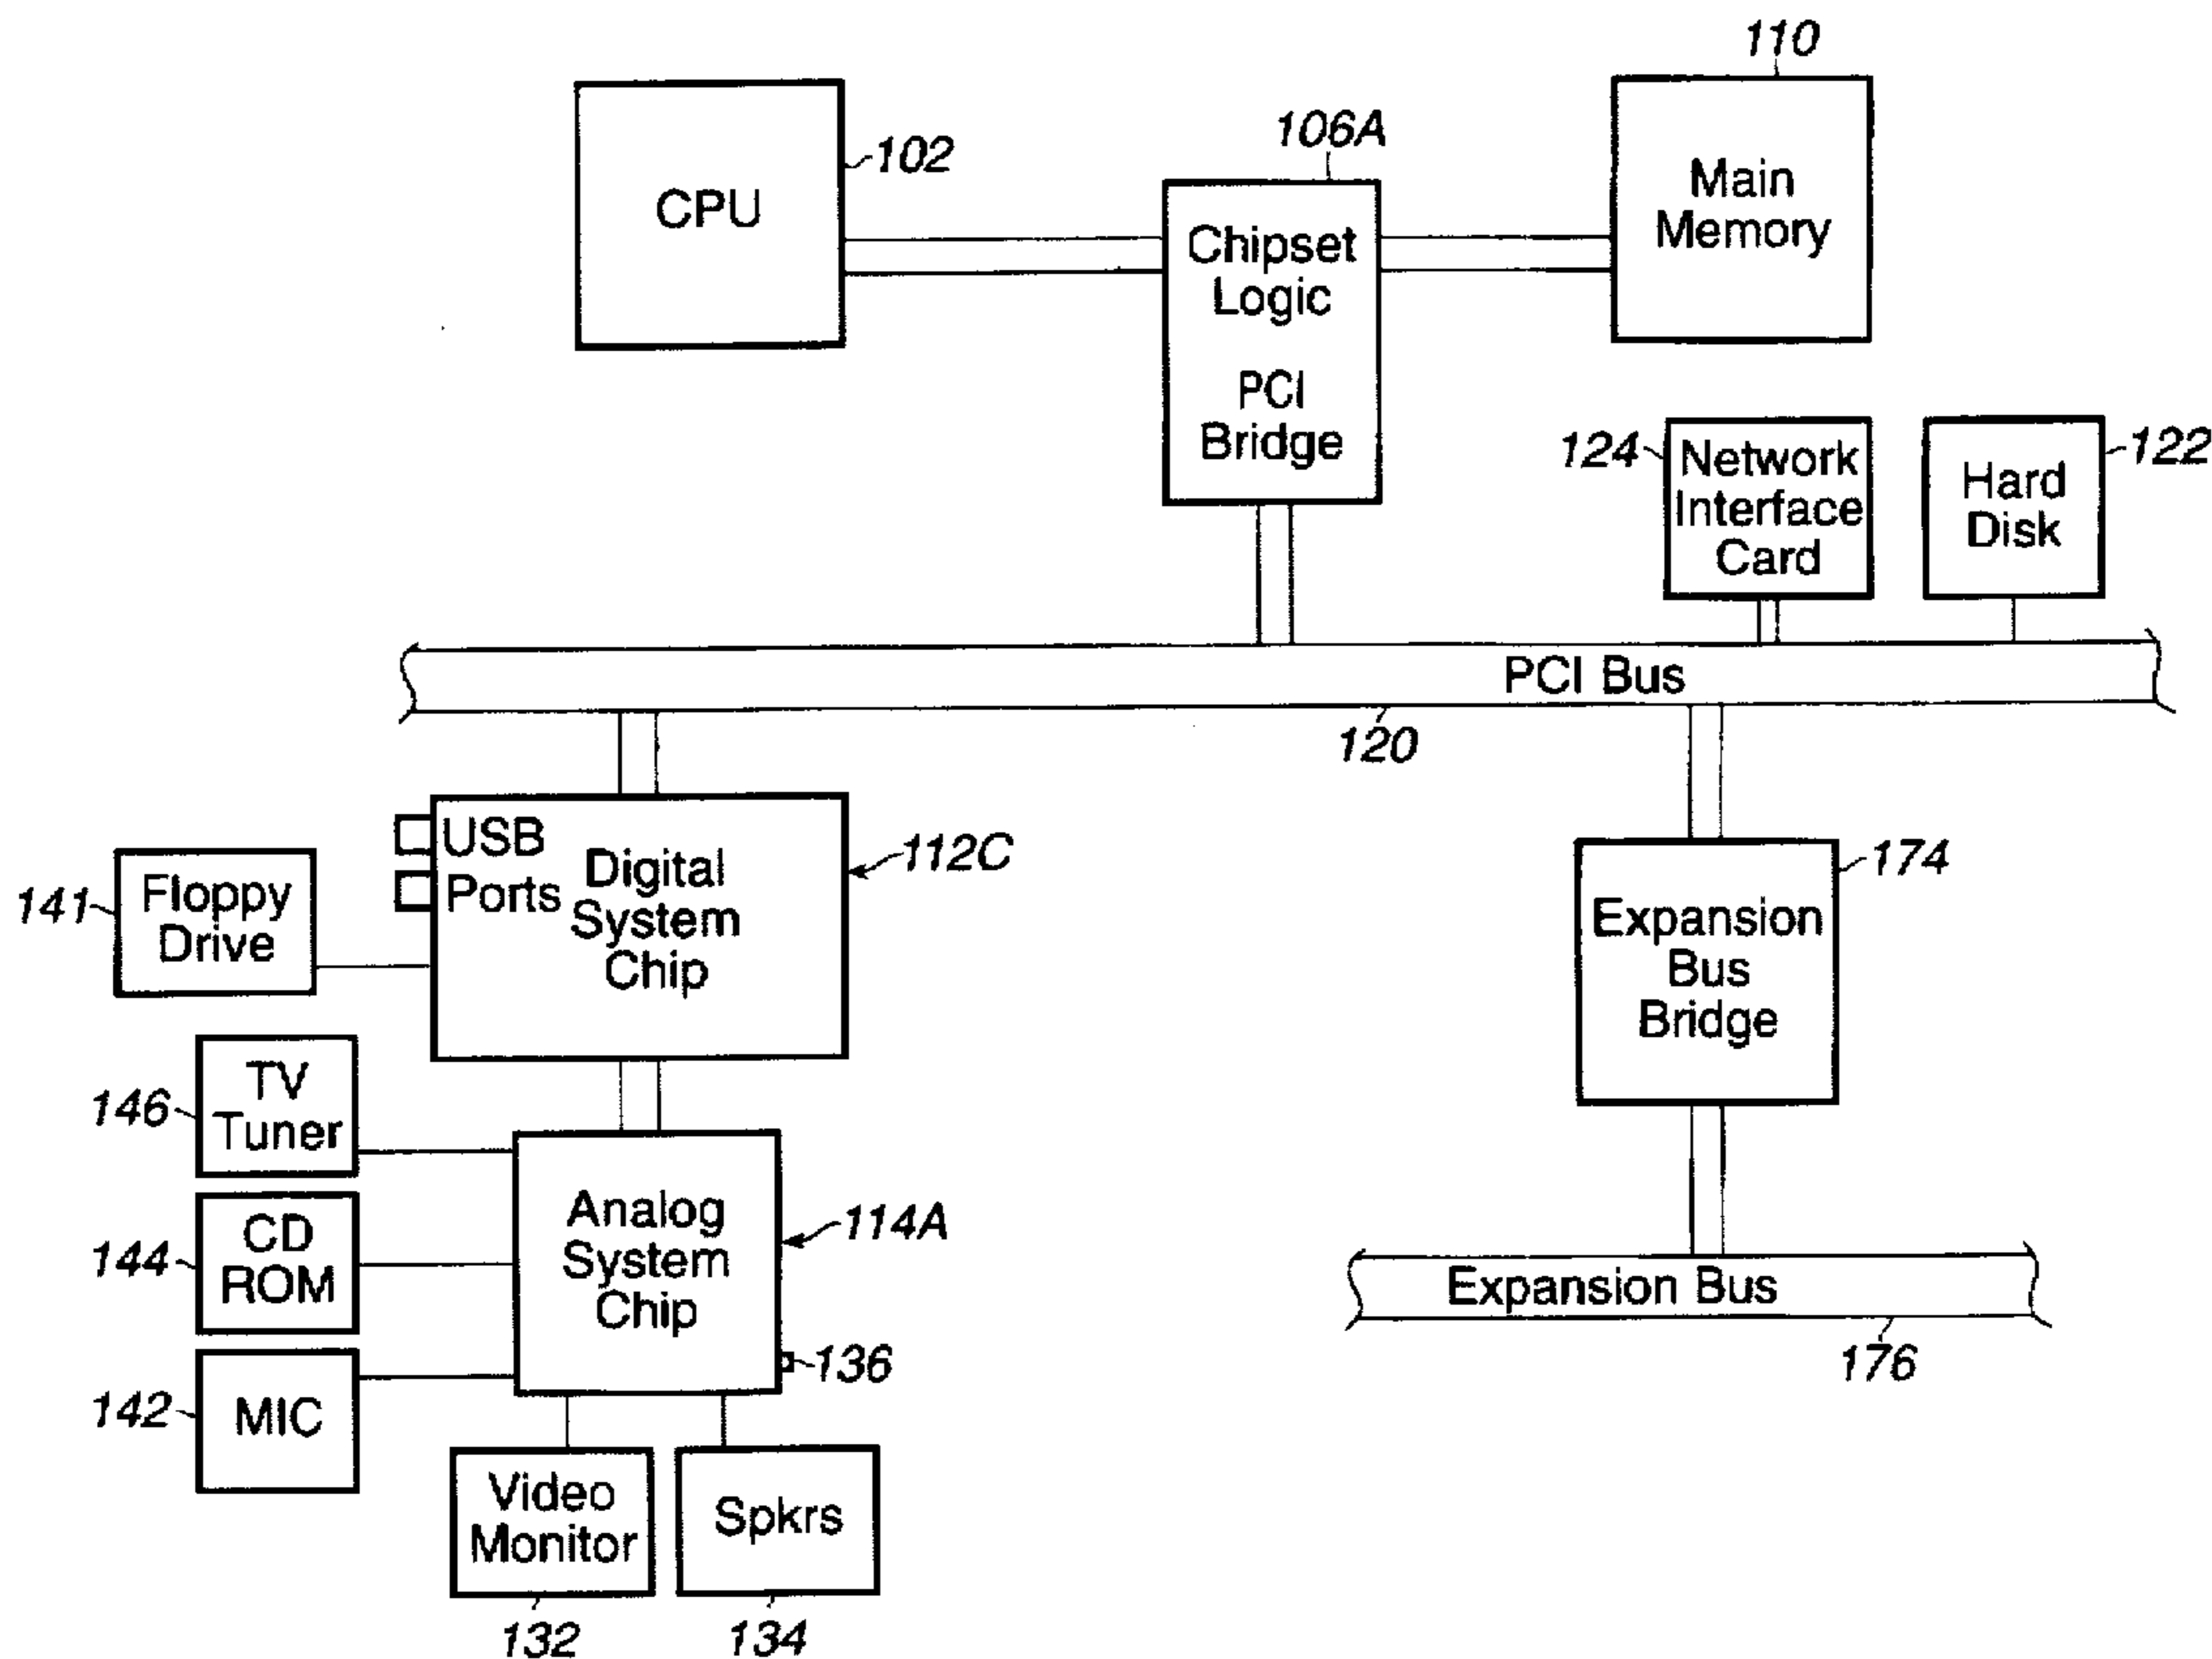 110
106A
102
CPU
Main
Memory
Chipset
Logic
PCI
Bridge
124
Network
Interface
Card
Hard
Disk
122
PCI Bus
120
USB
Ports
Digital
System
Chip
112C
141
Floppy
Drive
174
Expansion
Bus
Bridge
146
TV
Tuner
144
CD
ROM
Analog
System
Chip
114A
136
142
MIC
Expansion Bus
176
Video
Monitor
Spkrs
132
134